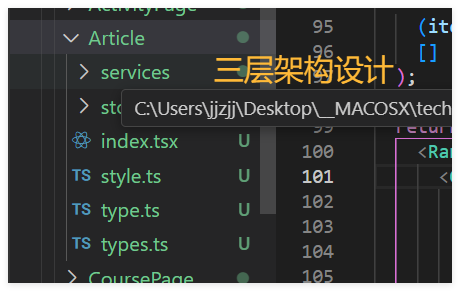 ActivityPage
Article
services
三层架构设计
sto
C:\Users\jjzjj\Desktop\__MACOSX\tech
index.tsx U
TS style.ts U
TS type.ts U
TS types.ts U
CoursePage
95 (ite
96 []
);
99 retur
100 <Ran
101 <
102
103
104
105